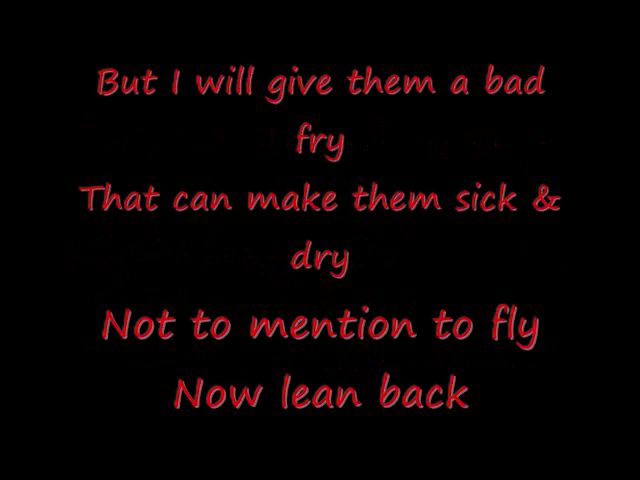 But I will give them a bad
fry
That can make them sick &
dry
Not to mention to fly
Now lean back